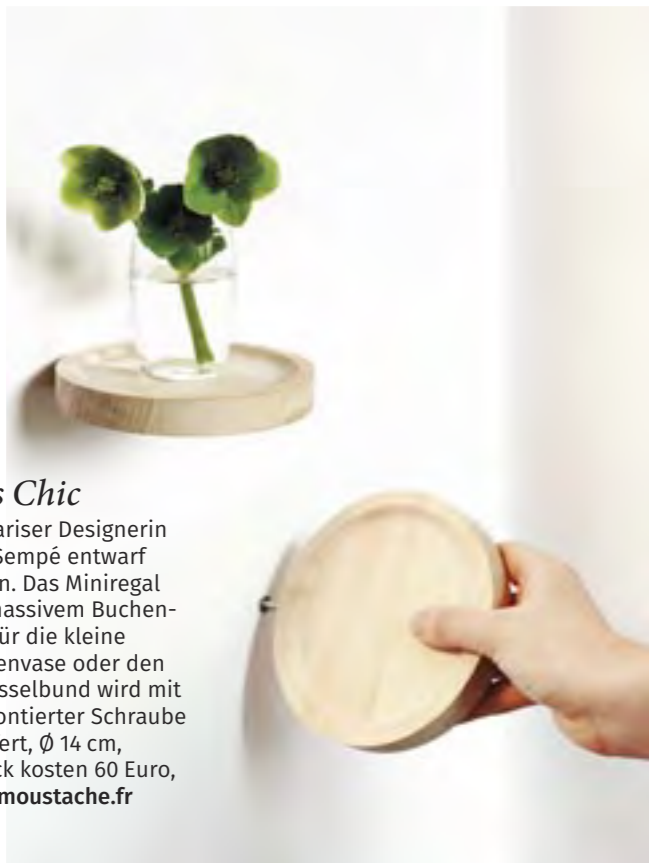 s Chic
ariser Designerin
Sempé entwarf
n. Das Miniregal
massivem Buchen-
ür die kleine
envase oder den
sselbund wird mit
ontierter Schraube
ert, Ø 14 cm,
ck kosten 60 Euro,
moustache.fr